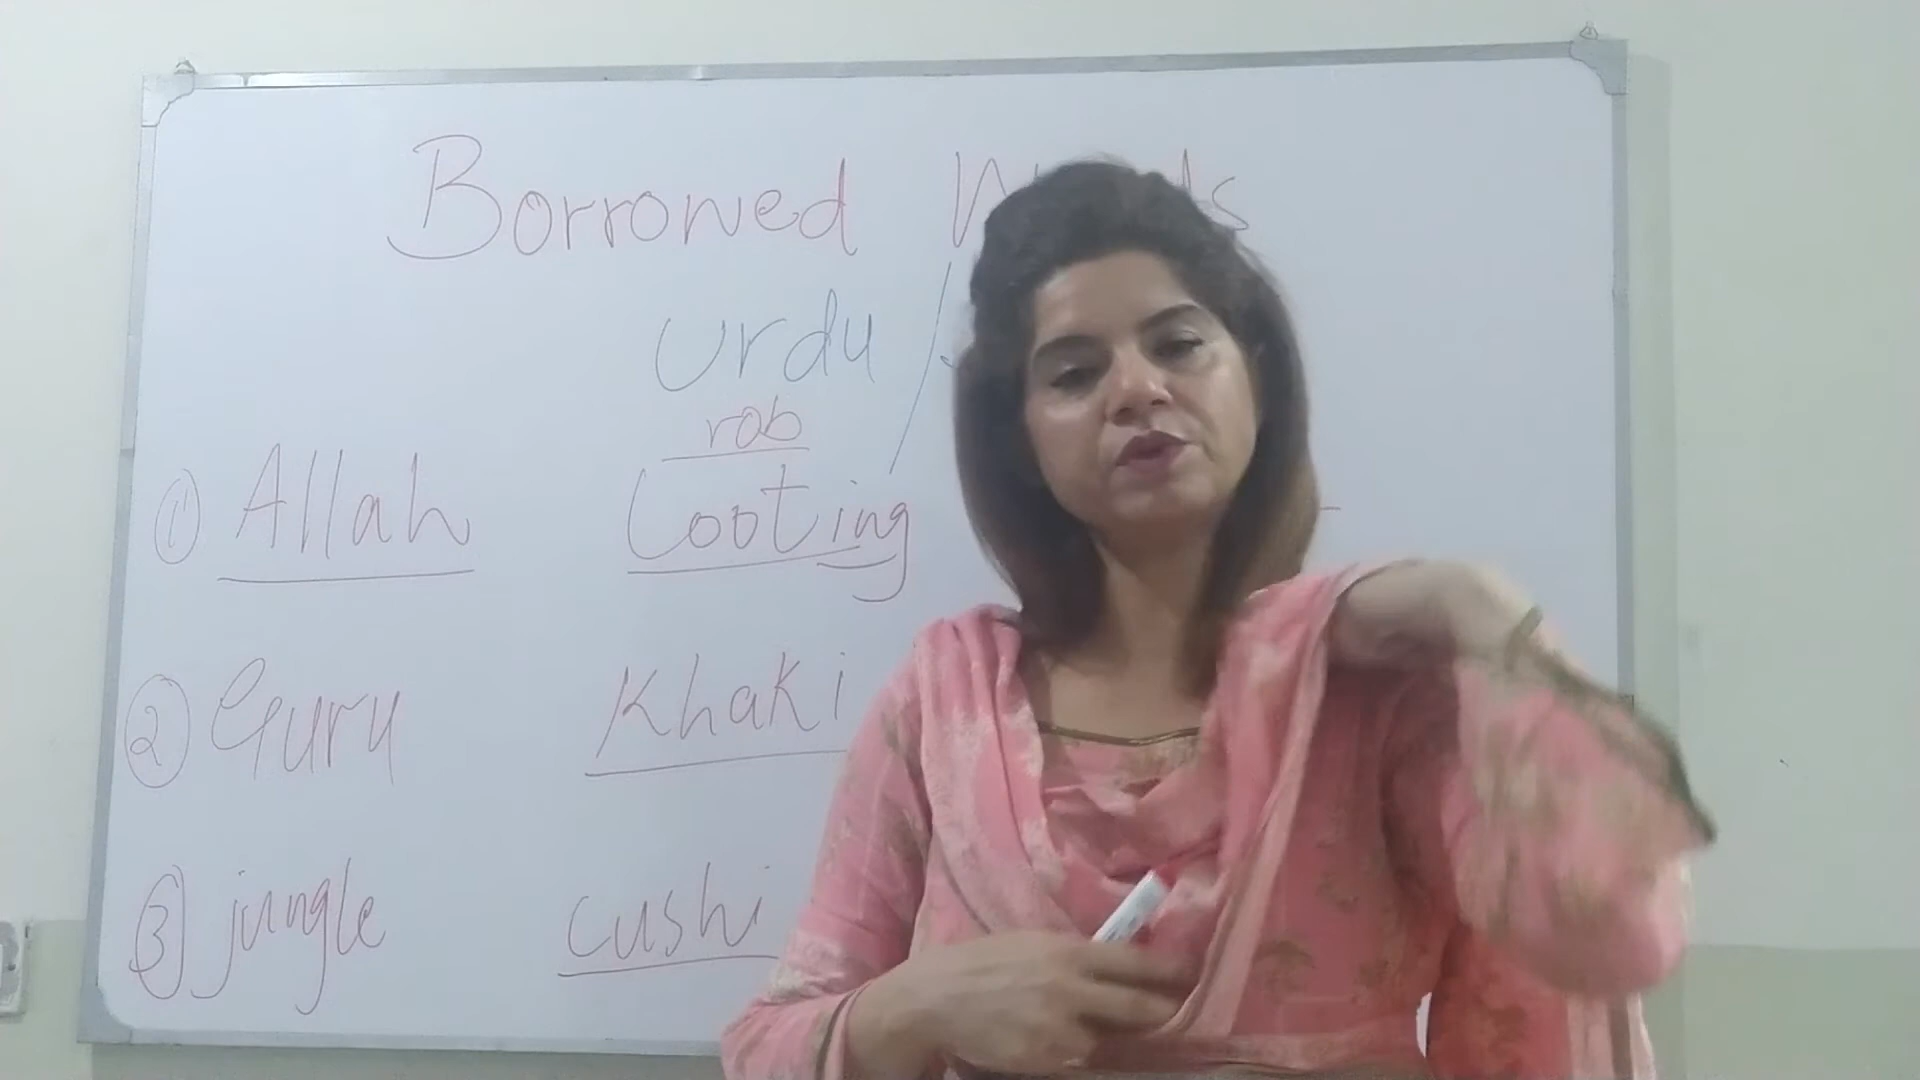 Borrowed
Urdu /
rob
① Allah Looting
② Guru Khaki
③ jungle cushi